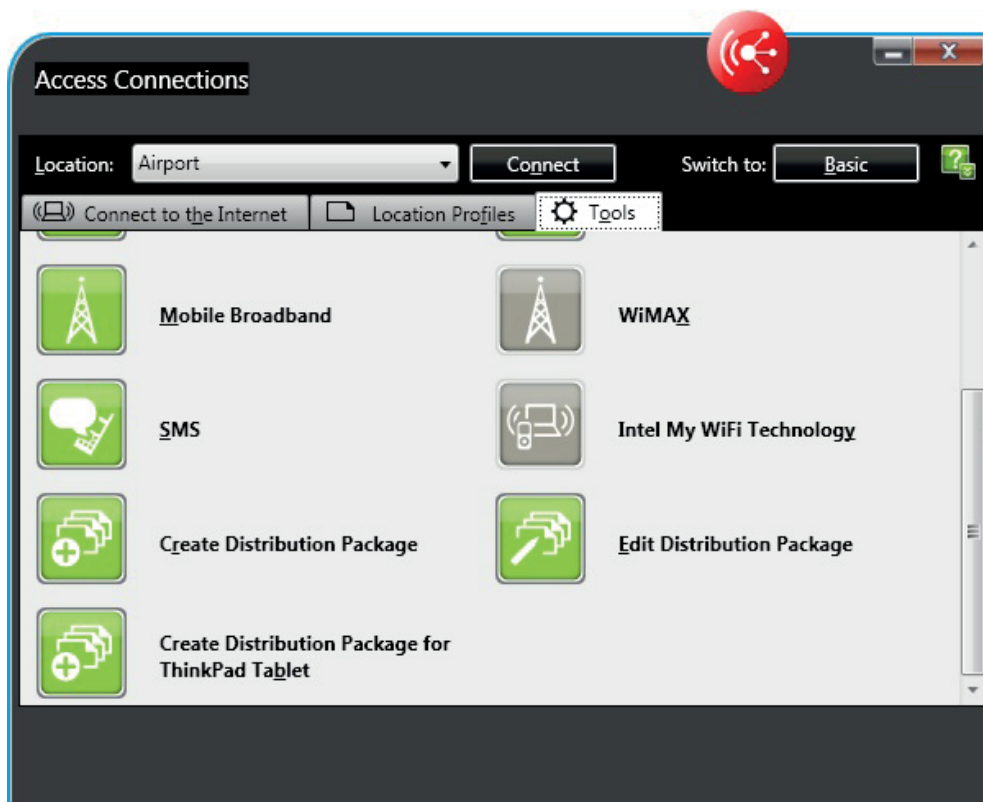 Access Connections
Location: Airport Connect Switch to: Basic
Connect to the Internet Location Profiles Tools
Mobile Broadband WiMAX
SMS Intel My WiFi Technology
Create Distribution Package Edit Distribution Package
Create Distribution Package for
ThinkPad Tablet